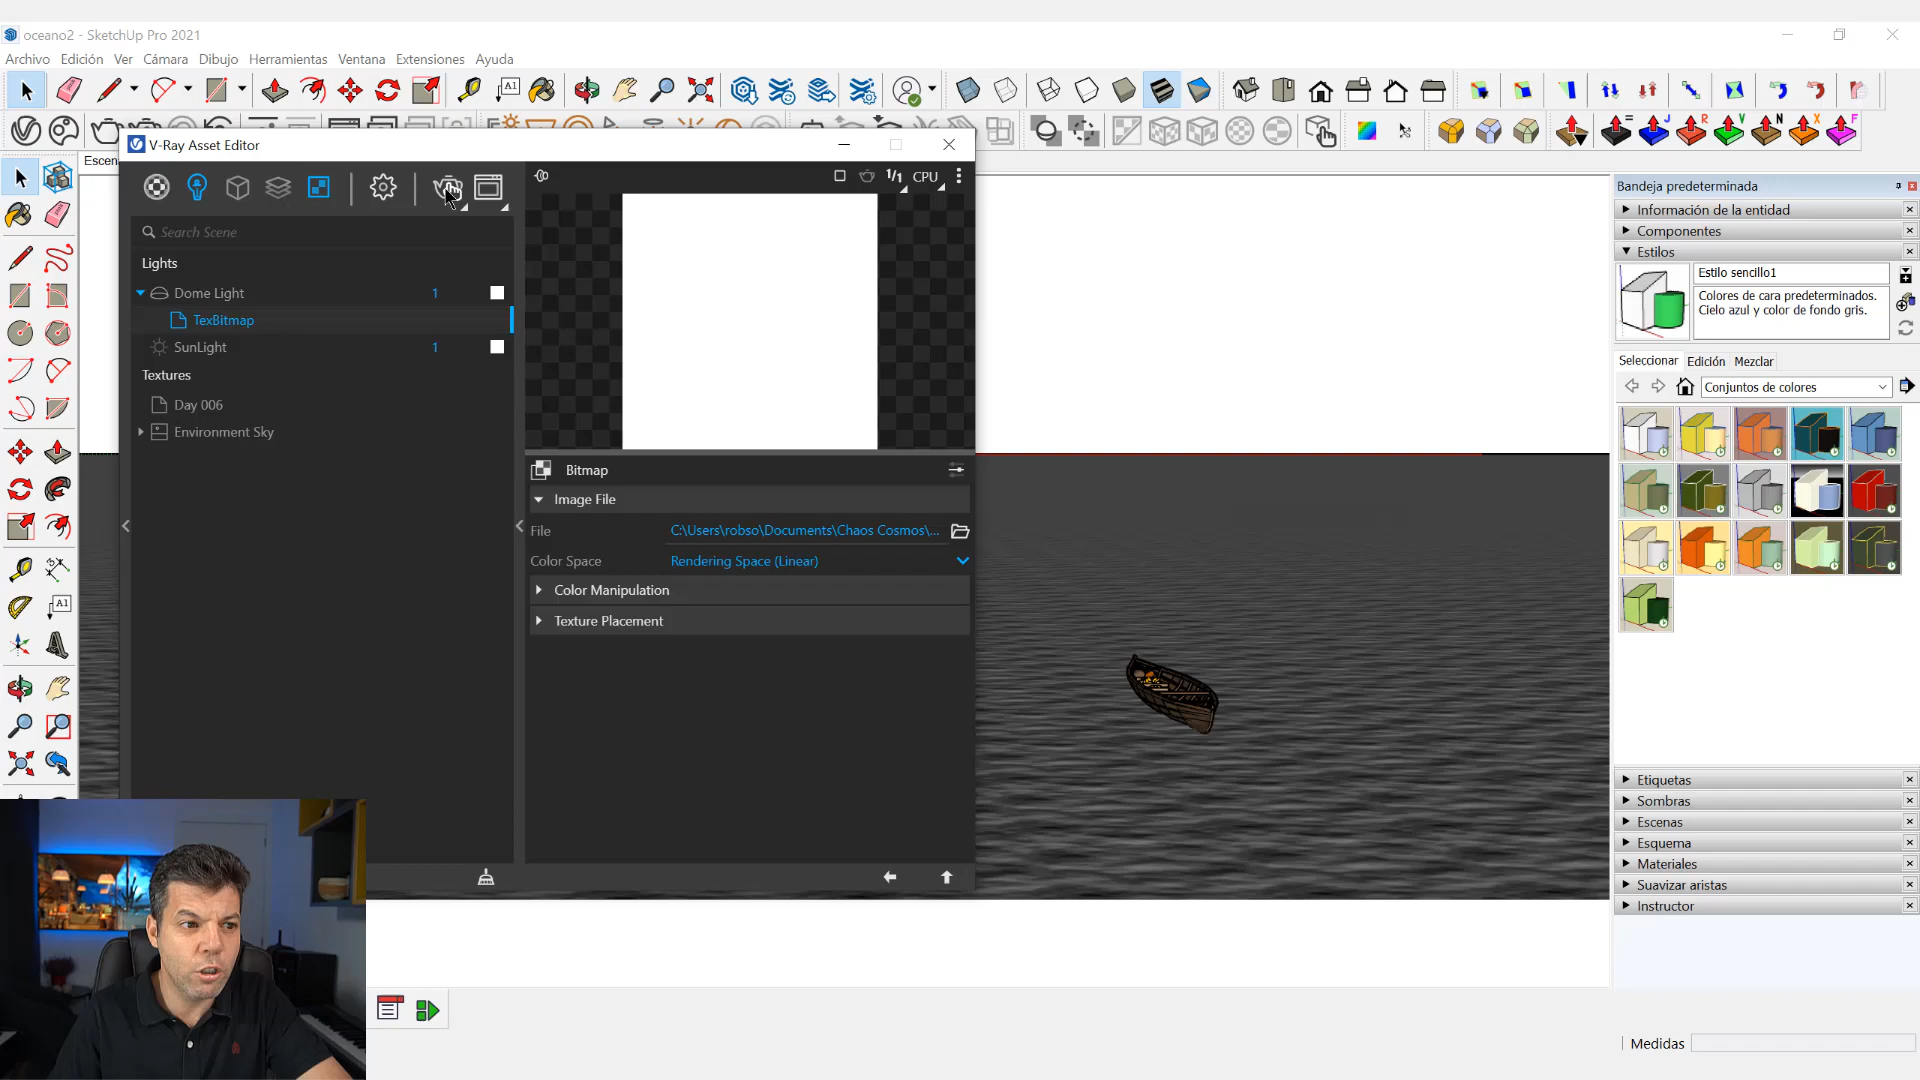 oceano2 - SketchUp Pro 2021
Archivo Edición Ver Cámara Dibujo Herramientas Ventana Extensiones Ayuda
V-Ray Asset Editor
Escen
Search Scene
Lights
Dome Light 1
TexBitmap
SunLight 1
Textures
Day 006
Environment Sky
1/1 CPU
Bitmap
Image File
File C:\Users\robso\Documents\Chaos Cosmos\...
Color Space Rendering Space (Linear)
Color Manipulation
Texture Placement
Bandeja predeterminada
Información de la entidad
Componentes
Estilos
Estilo sencillo1
Colores de cara predeterminados.
Cielo azul y color de fondo gris.
Seleccionar Edición Mezclar
Conjuntos de colores
Etiquetas
Sombras
Escenas
Esquema
Materiales
Suavizar aristas
Instructor
Medidas